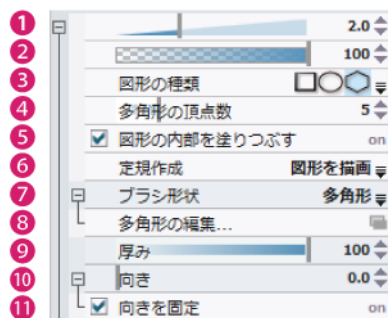 1 2.0
2 100
3 図形の種類
4 多角形の頂点数 5
5 図形の内部を塗りつぶす on
6 定規作成 図形を描画
7 ブラシ形状 多角形
8 多角形の編集...
9 厚み 100
10 向き 0.0
11 向きを固定 on